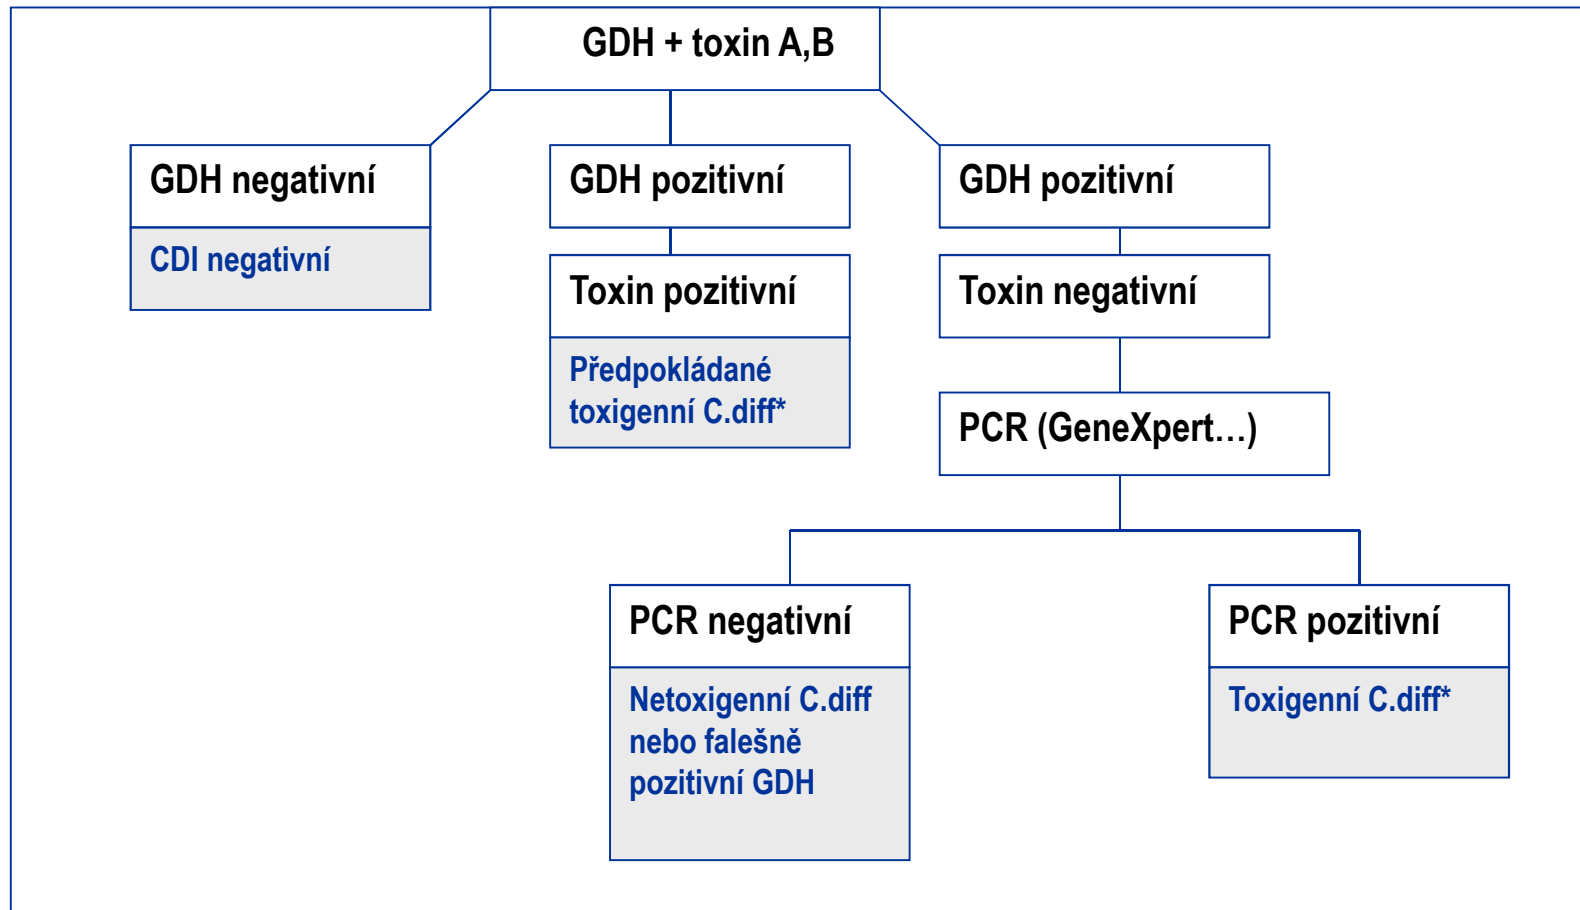 GDH + toxin A,B
GDH negativní
CDI negativní
GDH pozitivní
Toxin pozitivní
Předpokládané
toxigenní C.diff*
GDH pozitivní
Toxin negativní
PCR (GeneXpert…)
PCR negativní
Netoxigenní C.diff
nebo falešně
pozitivní GDH
PCR pozitivní
Toxigenní C.diff*